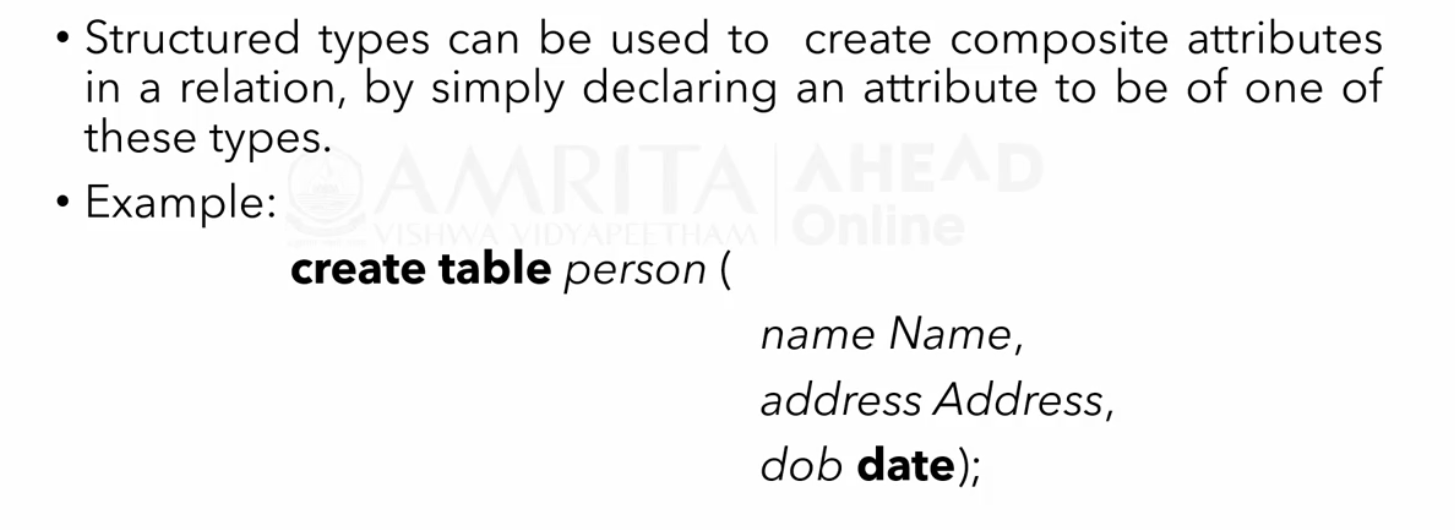 • Structured types can be used to create composite attributes
in a relation, by simply declaring an attribute to be of one of
these types.
AMRITA AHEAD
• Example:
VISHWA VIDYAPEETHAM Online
create table person (
name Name,
address Address,
dob date);